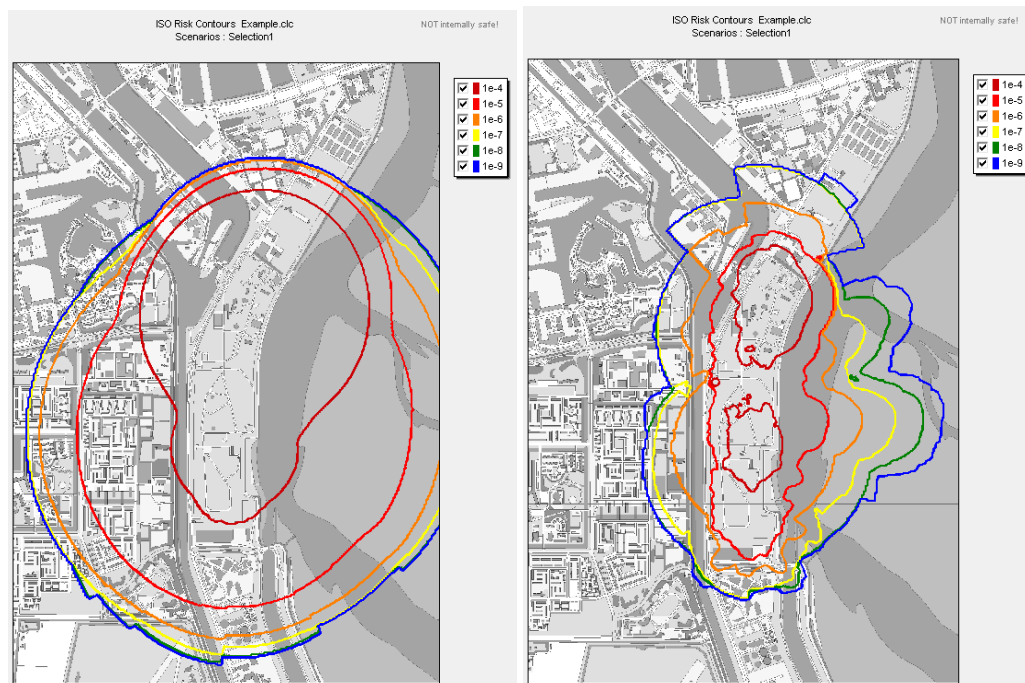 ISO Risk Contours Example.clc
NOT internally safe!
Scenarios : Selection1
1e-4
1e-5
1e-6
1e-7
1e-8
1e-9
ISO Risk Contours Example.clc
NOT internally safe!
Scenarios : Selection1
1e-4
1e-5
1e-6
1e-7
1e-8
1e-9